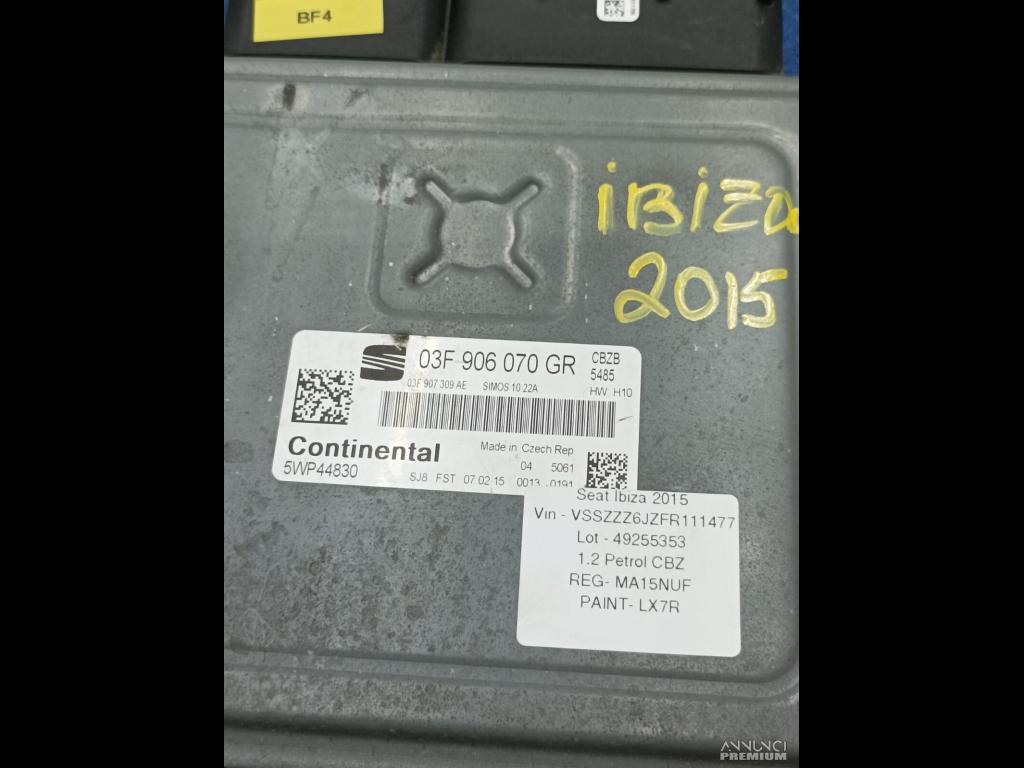 BF4
iBiZa
2015
03F 906 070 GR
CBZB
5485
03F 907 309 AE SIMOS 10 22A
HW H10
Continental
Made in Czech Rep
5WP44830
04 5061
SJ8 FST 07 02 15 0013 0191
Seat Ibiza 2015
Vin - VSSZZZ6JZFR111477
Lot - 49255353
1.2 Petrol CBZ
REG- MA15NUF
PAINT- LX7R
ANNUNCI
PREMIUM